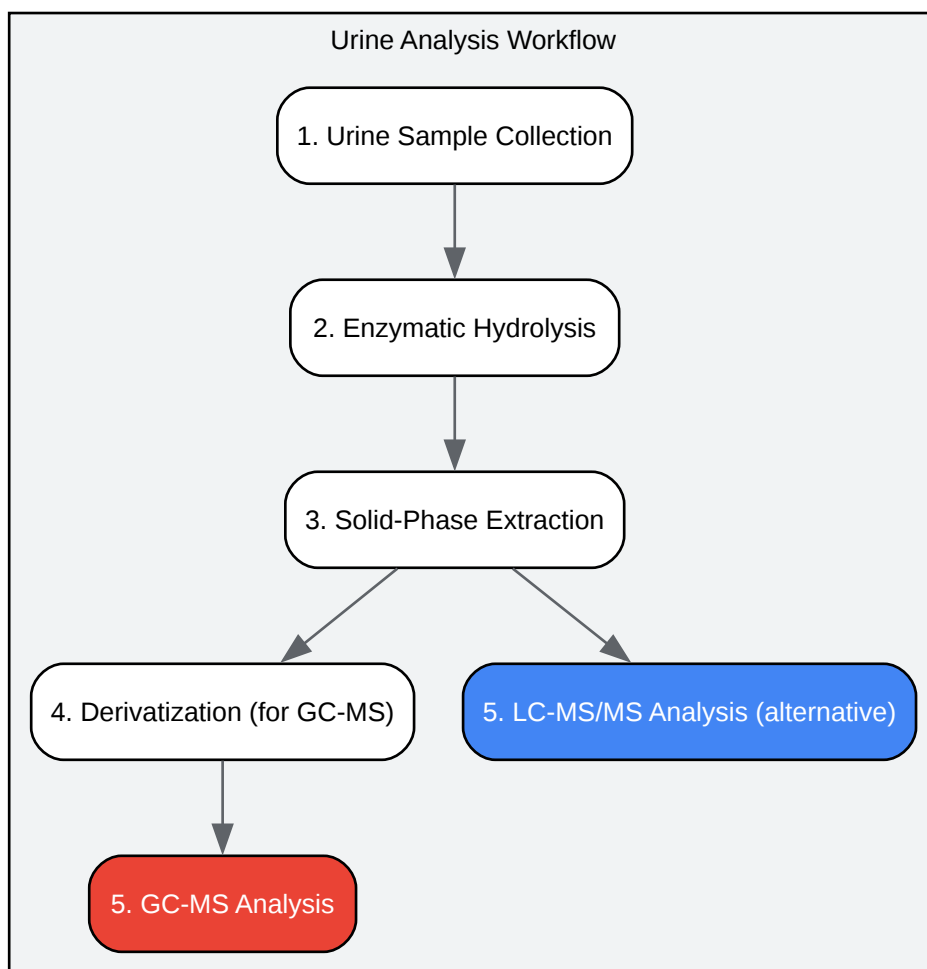 Urine Analysis Workflow
1. Urine Sample Collection
2. Enzymatic Hydrolysis
3. Solid-Phase Extraction
4. Derivatization (for GC-MS)
5. LC-MS/MS Analysis (alternative)
5. GC-MS Analysis